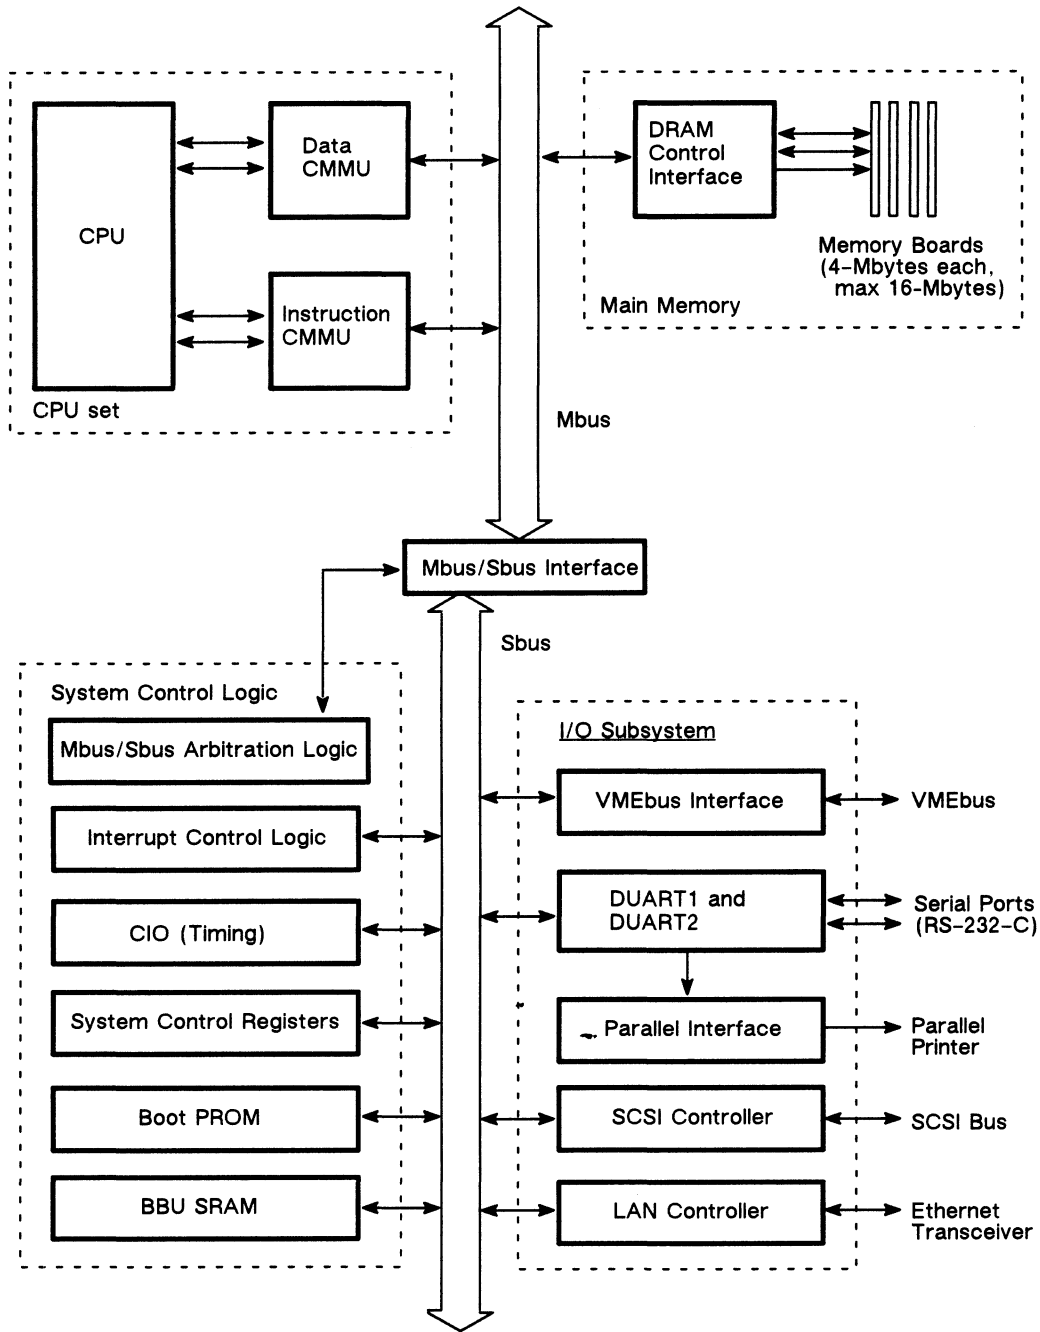 CPU
Data
CMMU
Instruction
CMMU
CPU set
DRAM
Control
Interface
Memory Boards
(4-Mbytes each,
max 16-Mbytes)
Main Memory
Mbus
Mbus/Sbus Interface
Sbus
System Control Logic
Mbus/Sbus Arbitration Logic
Interrupt Control Logic
CIO (Timing)
System Control Registers
Boot PROM
BBU SRAM
I/O Subsystem
VMEbus Interface
VMEbus
DUART1 and
DUART2
Serial Ports
(RS-232-C)
Parallel Interface
Parallel
Printer
SCSI Controller
SCSI Bus
LAN Controller
Ethernet
Transceiver